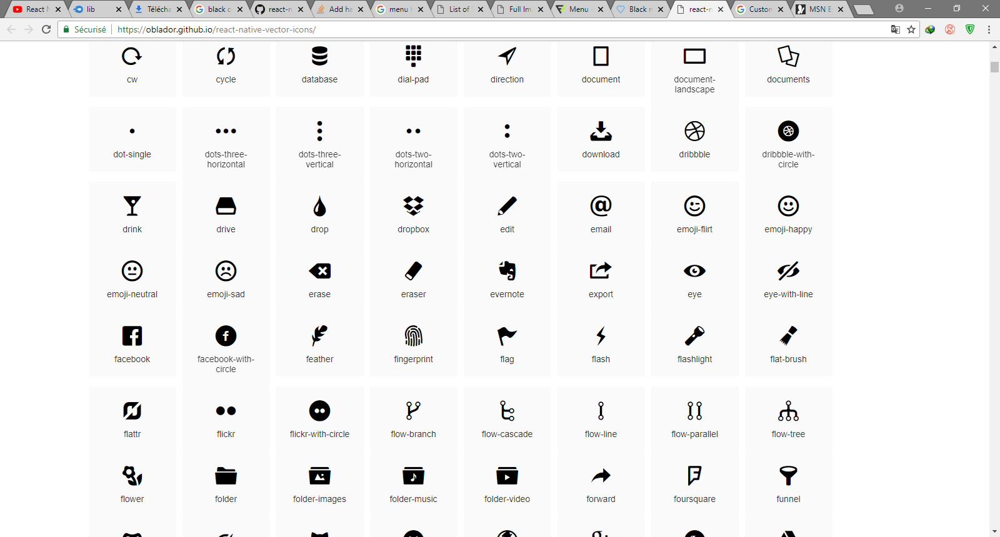 React N
lib
Télécha
black c
react-n
Add ha
menu
List of
Full Im
Menu
Black n
react-n
Custon
MSN E
Sécurisé
https://oblador.github.io/react-native-vector-icons/
cw
cycle
database
dial-pad
direction
document
document-
landscape
documents
dot-single
dots-three-
horizontal
dots-three-
vertical
dots-two-
horizontal
dots-two-
vertical
download
dribbble
dribbble-with-
circle
drink
drive
drop
dropbox
edit
email
emoji-flirt
emoji-happy
emoji-neutral
emoji-sad
erase
eraser
evernote
export
eye
eye-with-line
facebook
facebook-with-
circle
feather
fingerprint
flag
flash
flashlight
flat-brush
flattr
flickr
flickr-with-circle
flow-branch
flow-cascade
flow-line
flow-parallel
flow-tree
flower
folder
folder-images
folder-music
folder-video
forward
foursquare
funnel